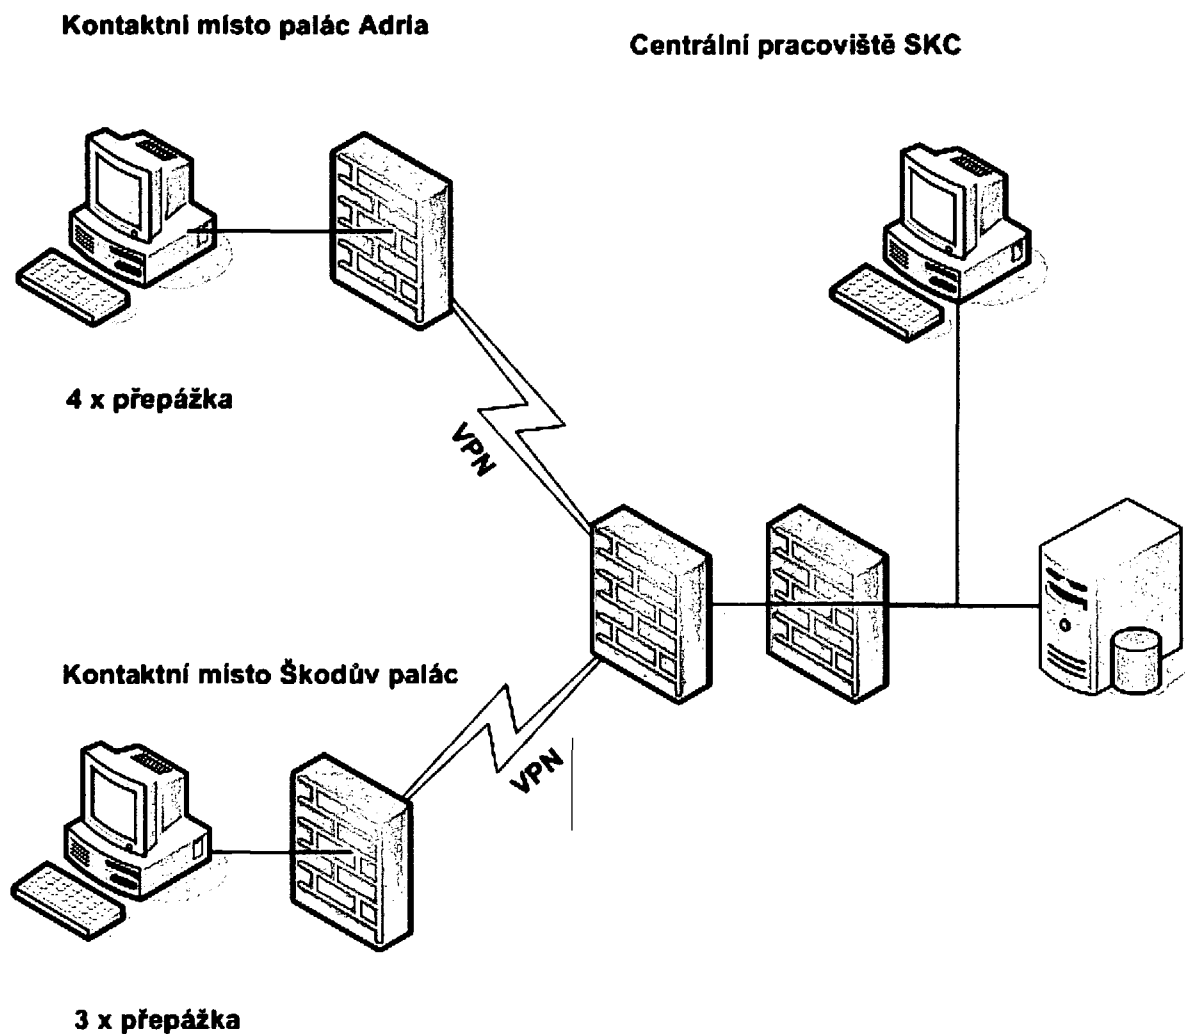 Kontaktní místo palác Adria
Centrální pracoviště SKC
4 x přepážka
VPN
Kontaktní místo Škodův palác
VPN
3 x přepážka